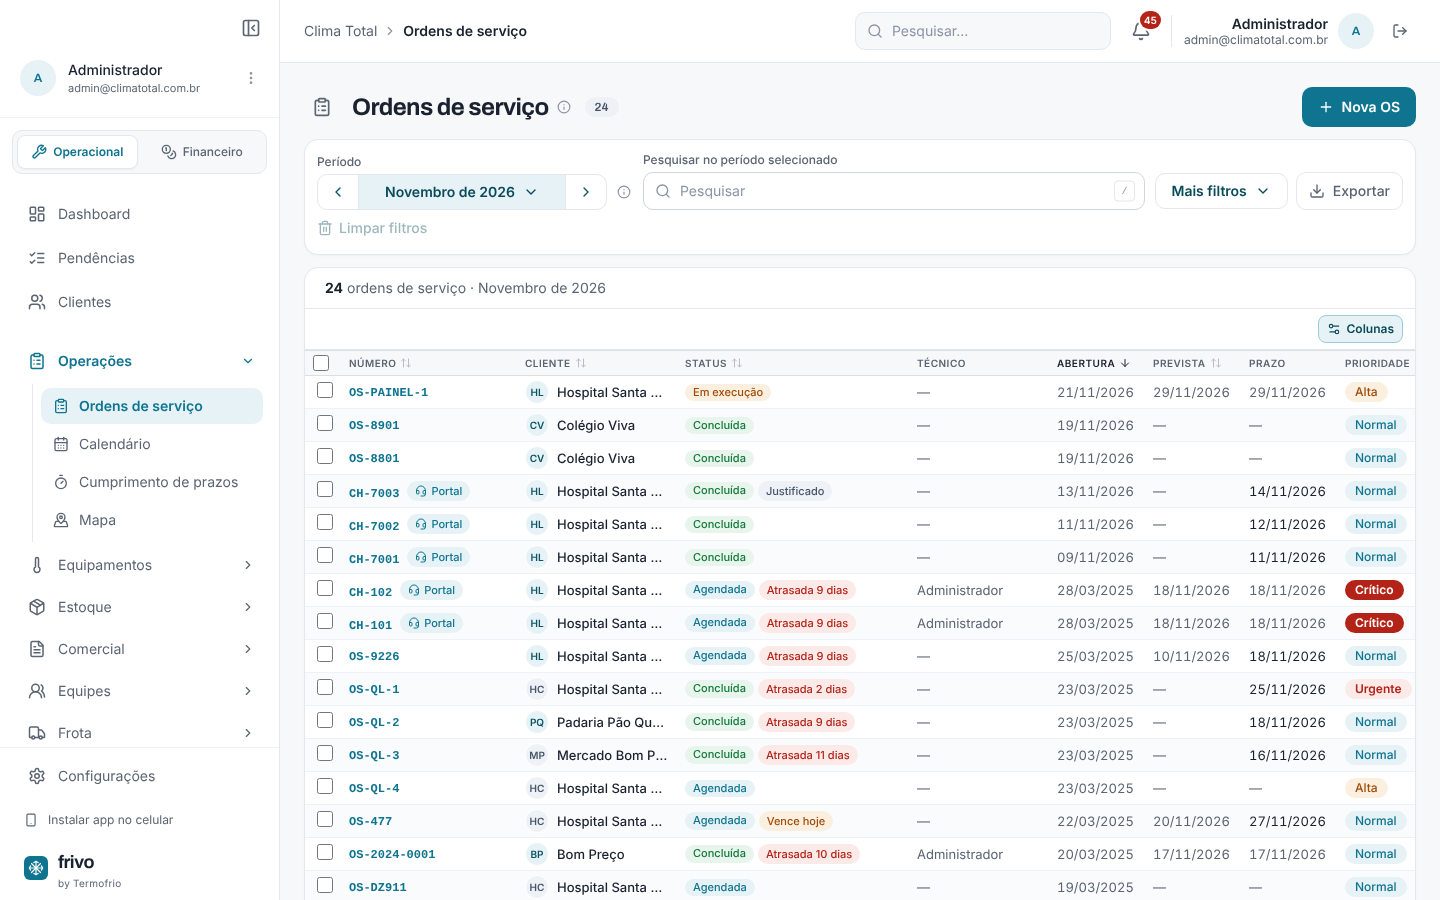 Clima Total > Ordens de serviço
Pesquisar...
45
Administrador
admin@climatotal.com.br
A
A
Administrador
admin@climatotal.com.br
Operacional
Financeiro
Dashboard
Pendências
Clientes
Operações
Ordens de serviço
Calendário
Cumprimento de prazos
Mapa
Equipamentos
Estoque
Comercial
Equipes
Frota
Configurações
Instalar app no celular
frivo
by Termofrio
Ordens de serviço 24
+ Nova OS
Período
Novembro de 2026
Pesquisar no período selecionado
Pesquisar /
Mais filtros
Exportar
Limpar filtros
24 ordens de serviço · Novembro de 2026
Colunas
NÚMERO CLIENTE STATUS TÉCNICO ABERTURA PREVISTA PRAZO PRIORIDADE
OS-PAINEL-1 HL Hospital Santa ... Em execução — 21/11/2026 29/11/2026 29/11/2026 Alta
OS-8901 CV Colégio Viva Concluída — 19/11/2026 — — Normal
OS-8801 CV Colégio Viva Concluída — 19/11/2026 — — Normal
CH-7003 Portal HL Hospital Santa ... Concluída Justificado — 13/11/2026 — 14/11/2026 Normal
CH-7002 Portal HL Hospital Santa ... Concluída — 11/11/2026 — 12/11/2026 Normal
CH-7001 Portal HL Hospital Santa ... Concluída — 09/11/2026 — 11/11/2026 Normal
CH-102 Portal HL Hospital Santa ... Agendada Atrasada 9 dias Administrador 28/03/2025 18/11/2026 18/11/2026 Crítico
CH-101 Portal HL Hospital Santa ... Agendada Atrasada 9 dias Administrador 28/03/2025 18/11/2026 18/11/2026 Crítico
OS-9226 HL Hospital Santa ... Agendada Atrasada 9 dias — 25/03/2025 10/11/2026 18/11/2026 Normal
OS-QL-1 HC Hospital Santa ... Concluída Atrasada 2 dias — 23/03/2025 — 25/11/2026 Urgente
OS-QL-2 PQ Padaria Pão Qu... Concluída Atrasada 9 dias — 23/03/2025 — 18/11/2026 Normal
OS-QL-3 MP Mercado Bom P... Concluída Atrasada 11 dias — 23/03/2025 — 16/11/2026 Normal
OS-QL-4 HC Hospital Santa ... Agendada — 23/03/2025 — — Alta
OS-477 HC Hospital Santa ... Agendada Vence hoje — 22/03/2025 20/11/2026 27/11/2026 Normal
OS-2024-0001 BP Bom Preço Concluída Atrasada 10 dias Administrador 20/03/2025 17/11/2026 17/11/2026 Normal
OS-DZ911 HC Hospital Santa ... Agendada — 19/03/2025 — — Normal